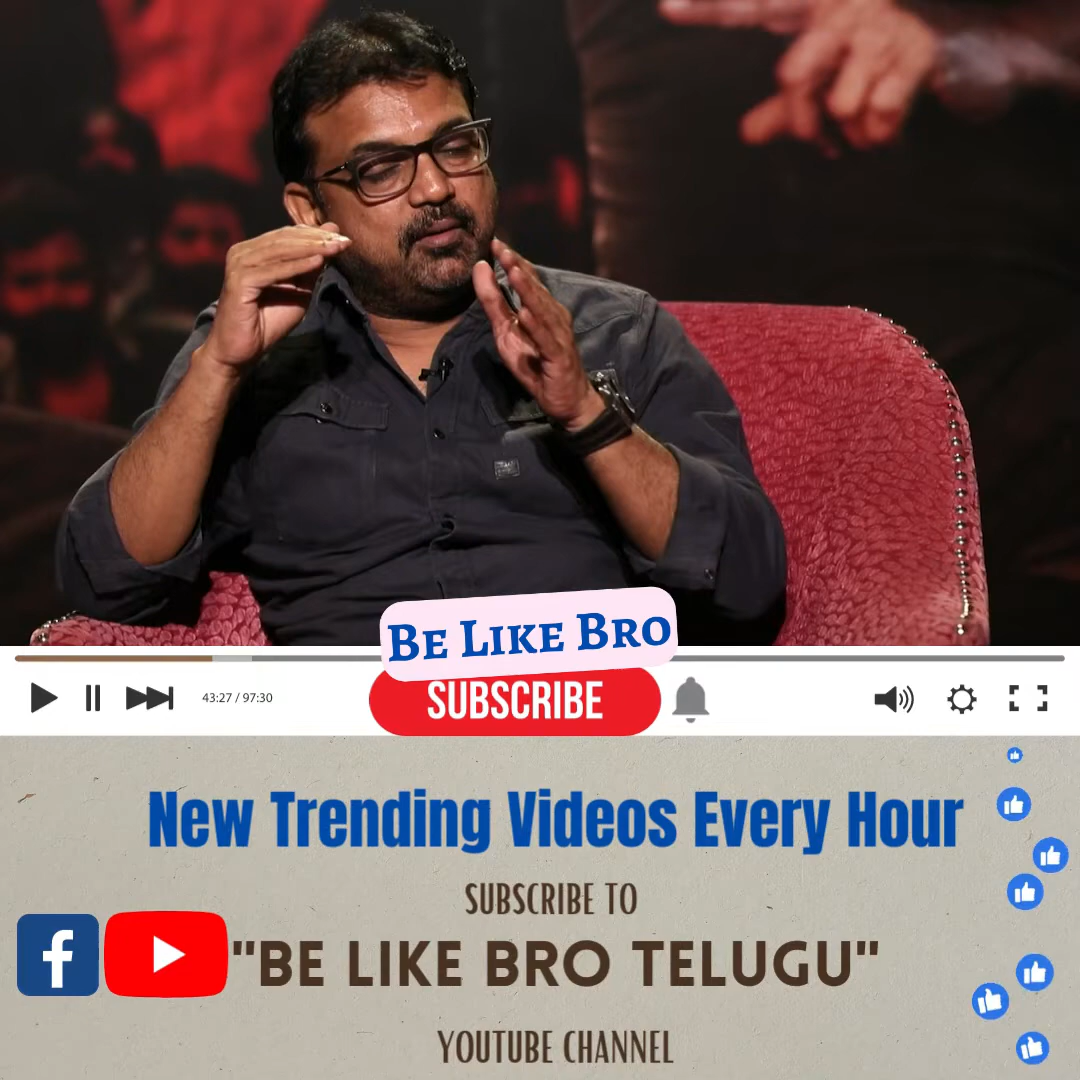 Be Like Bro
SUBSCRIBE
43:27 / 97:30
New Trending Videos Every Hour
SUBSCRIBE TO
"BE LIKE BRO TELUGU"
YOUTUBE CHANNEL